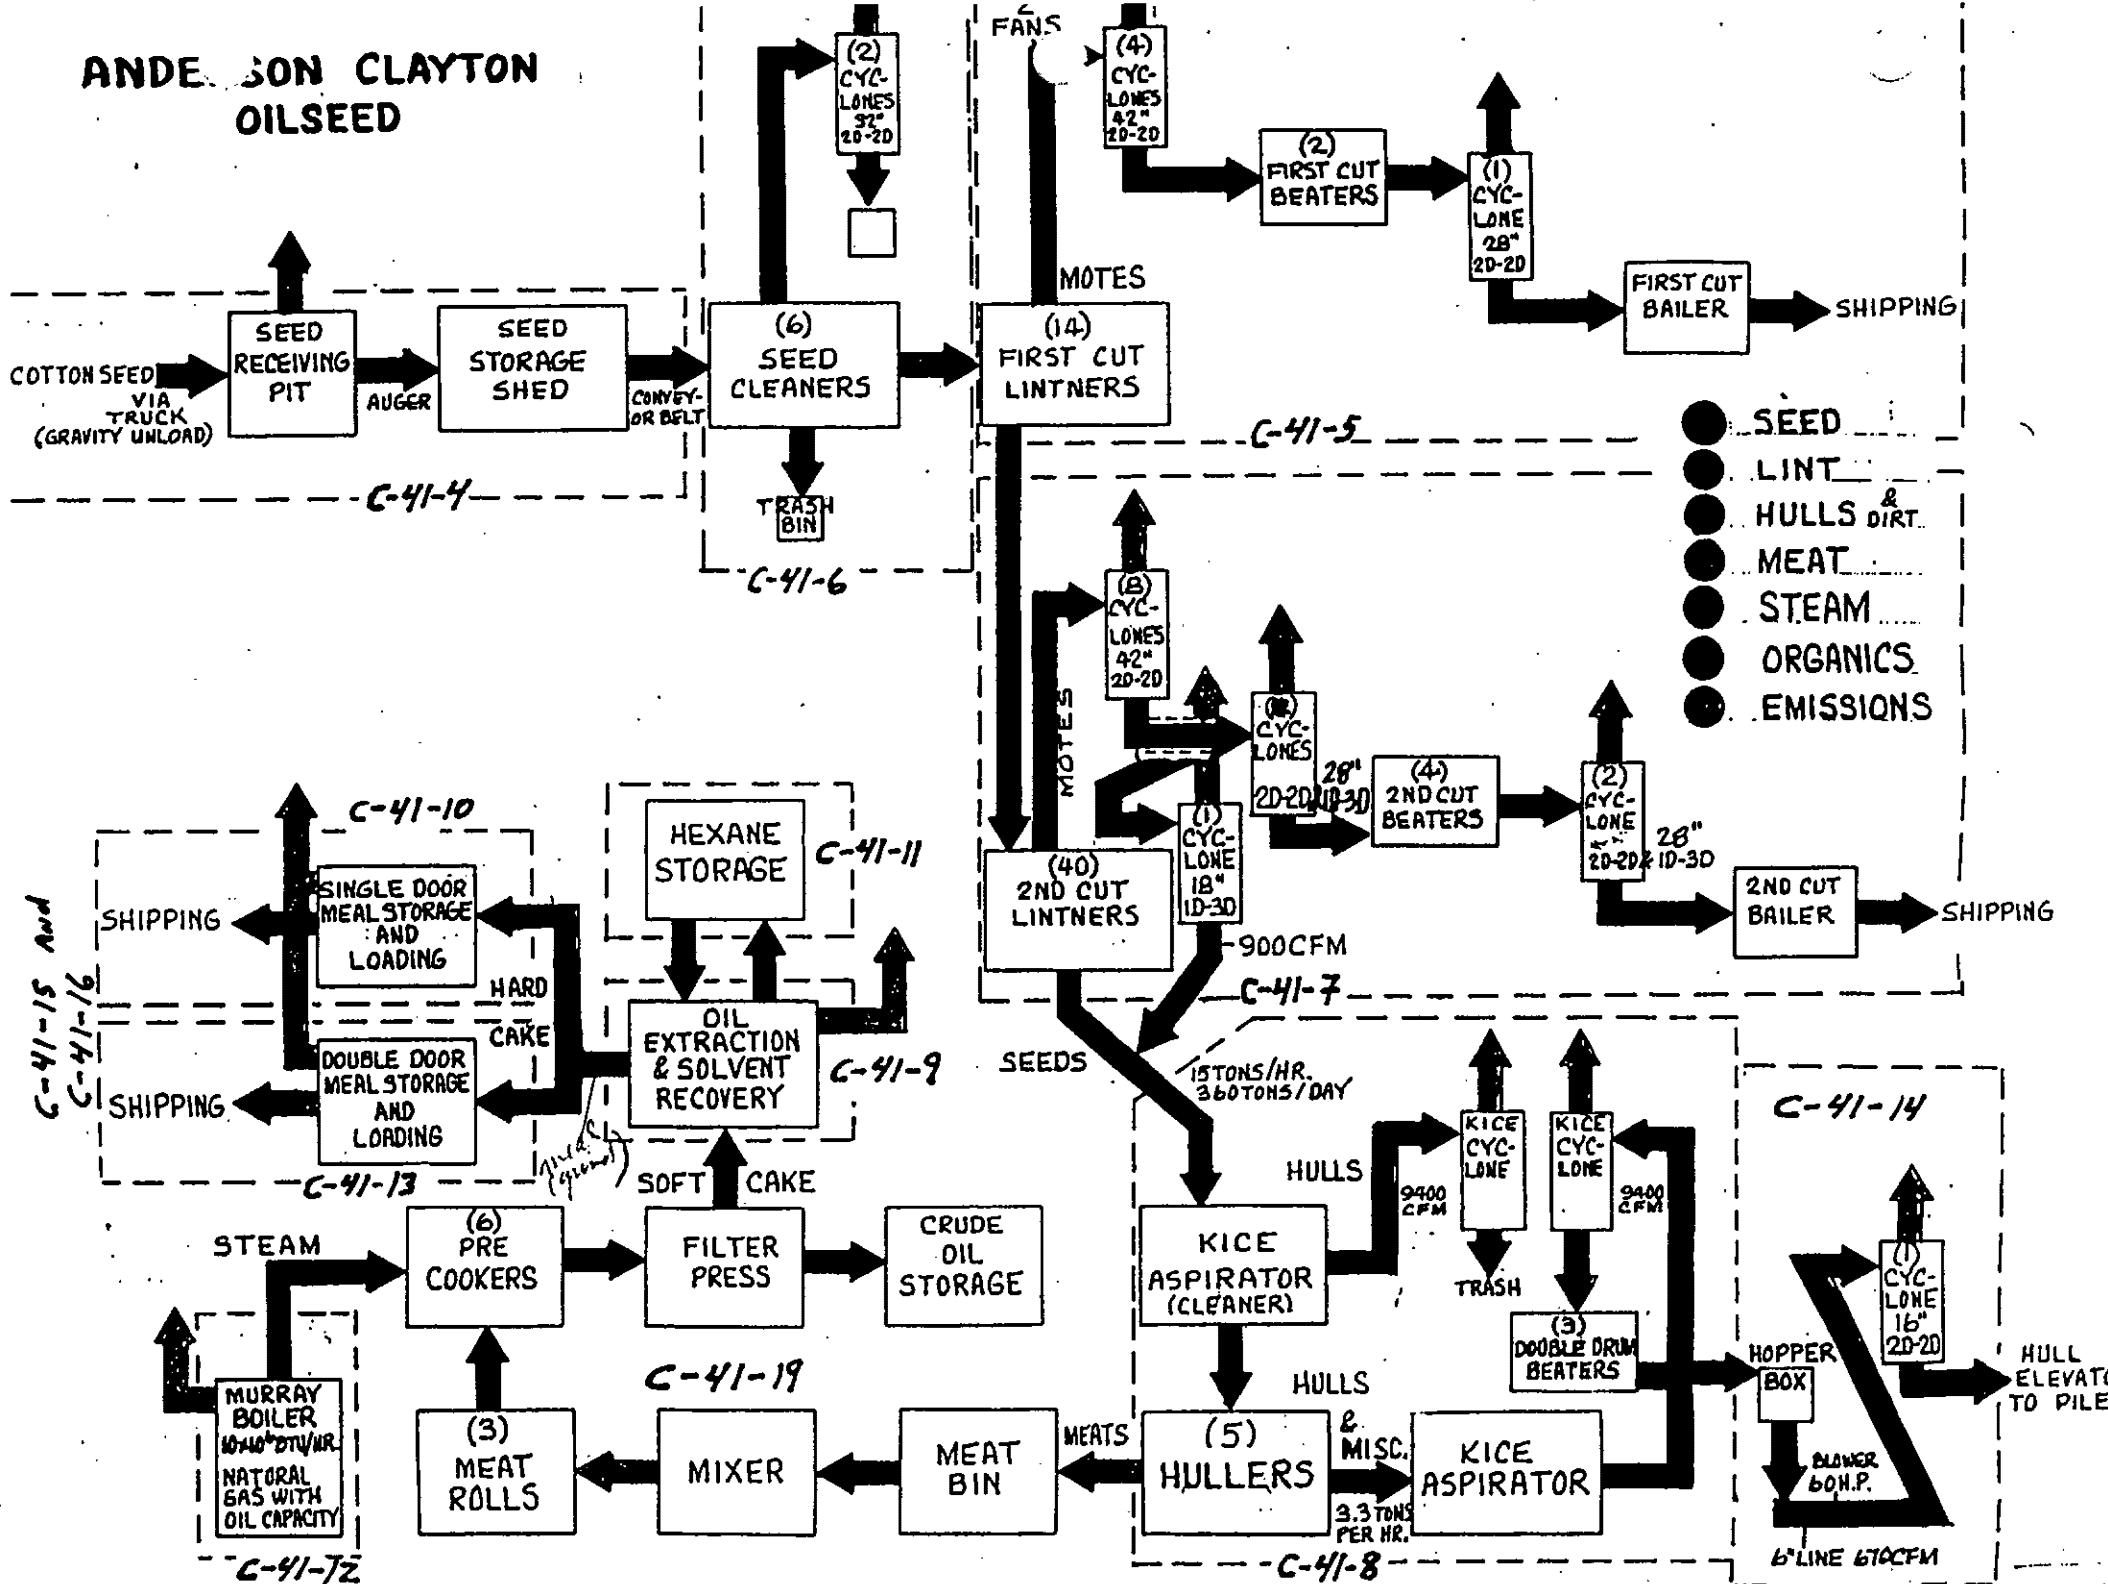 ANDE SON CLAYTON
OILSEED
FANS
(2)
CYC-
LONES
32"
2D-2D
(4)
CYC-
LONES
42"
2D-2D
(2)
FIRST CUT
BEATERS
(1)
CYC-
LONE
28"
2D-2D
FIRST CUT
BAILER
SHIPPING
MOTES
COTTON SEED
VIA
TRUCK
(GRAVITY UNLOAD)
SEED
RECEIVING
PIT
AUGER
SEED
STORAGE
SHED
CONVEY-
OR BELT
(6)
SEED
CLEANERS
(14)
FIRST CUT
LINTNERS
TRASH
BIN
C-41-4
C-41-6
C-41-5
SEED
LINT
HULLS & DIRT
MEAT
STEAM
ORGANICS
EMISSIONS
(8)
CYC-
LONES
42"
2D-2D
MOTES
CYC-
LONES
28"
2D-2D 1D-3D
(1)
CYC-
LONE
18"
1D-3D
(4)
2ND CUT
BEATERS
(2)
CYC-
LONE
28"
2D-2D & 1D-3D
2ND CUT
BAILER
SHIPPING
(40)
2ND CUT
LINTNERS
900CFM
C-41-7
C-41-10
HEXANE
STORAGE
C-41-11
SINGLE DOOR
MEAL STORAGE
AND
LOADING
SHIPPING
C-41-15 AND
C-41-16
HARD
CAKE
DOUBLE DOOR
MEAL STORAGE
AND
LOADING
SHIPPING
C-41-13
OIL
EXTRACTION
& SOLVENT
RECOVERY
C-41-9
SOFT CAKE
SEEDS
15 TONS/HR.
360 TONS/DAY
KICE
CYC-
LONE
KICE
CYC-
LONE
HULLS
9400
CFM
9400
CFM
TRASH
C-41-14
STEAM
(6)
PRE
COOKERS
FILTER
PRESS
CRUDE
OIL
STORAGE
KICE
ASPIRATOR
(CLEANER)
(3)
DOUBLE DRUM
BEATERS
HOPPER
BOX
(1)
CYC-
LONE
16"
2D-2D
HULL
ELEVATO
TO PILE
C-41-19
MURRAY
BOILER
10x10⁶ BTU/HR.
NATURAL
GAS WITH
OIL CAPACITY
C-41-12
(3)
MEAT
ROLLS
MIXER
MEAT
BIN
MEATS
(5)
HULLERS
HULLS
&
MISC.
3.3 TONS
PER HR.
KICE
ASPIRATOR
BLOWER
60 H.P.
6" LINE 670CFM
C-41-8